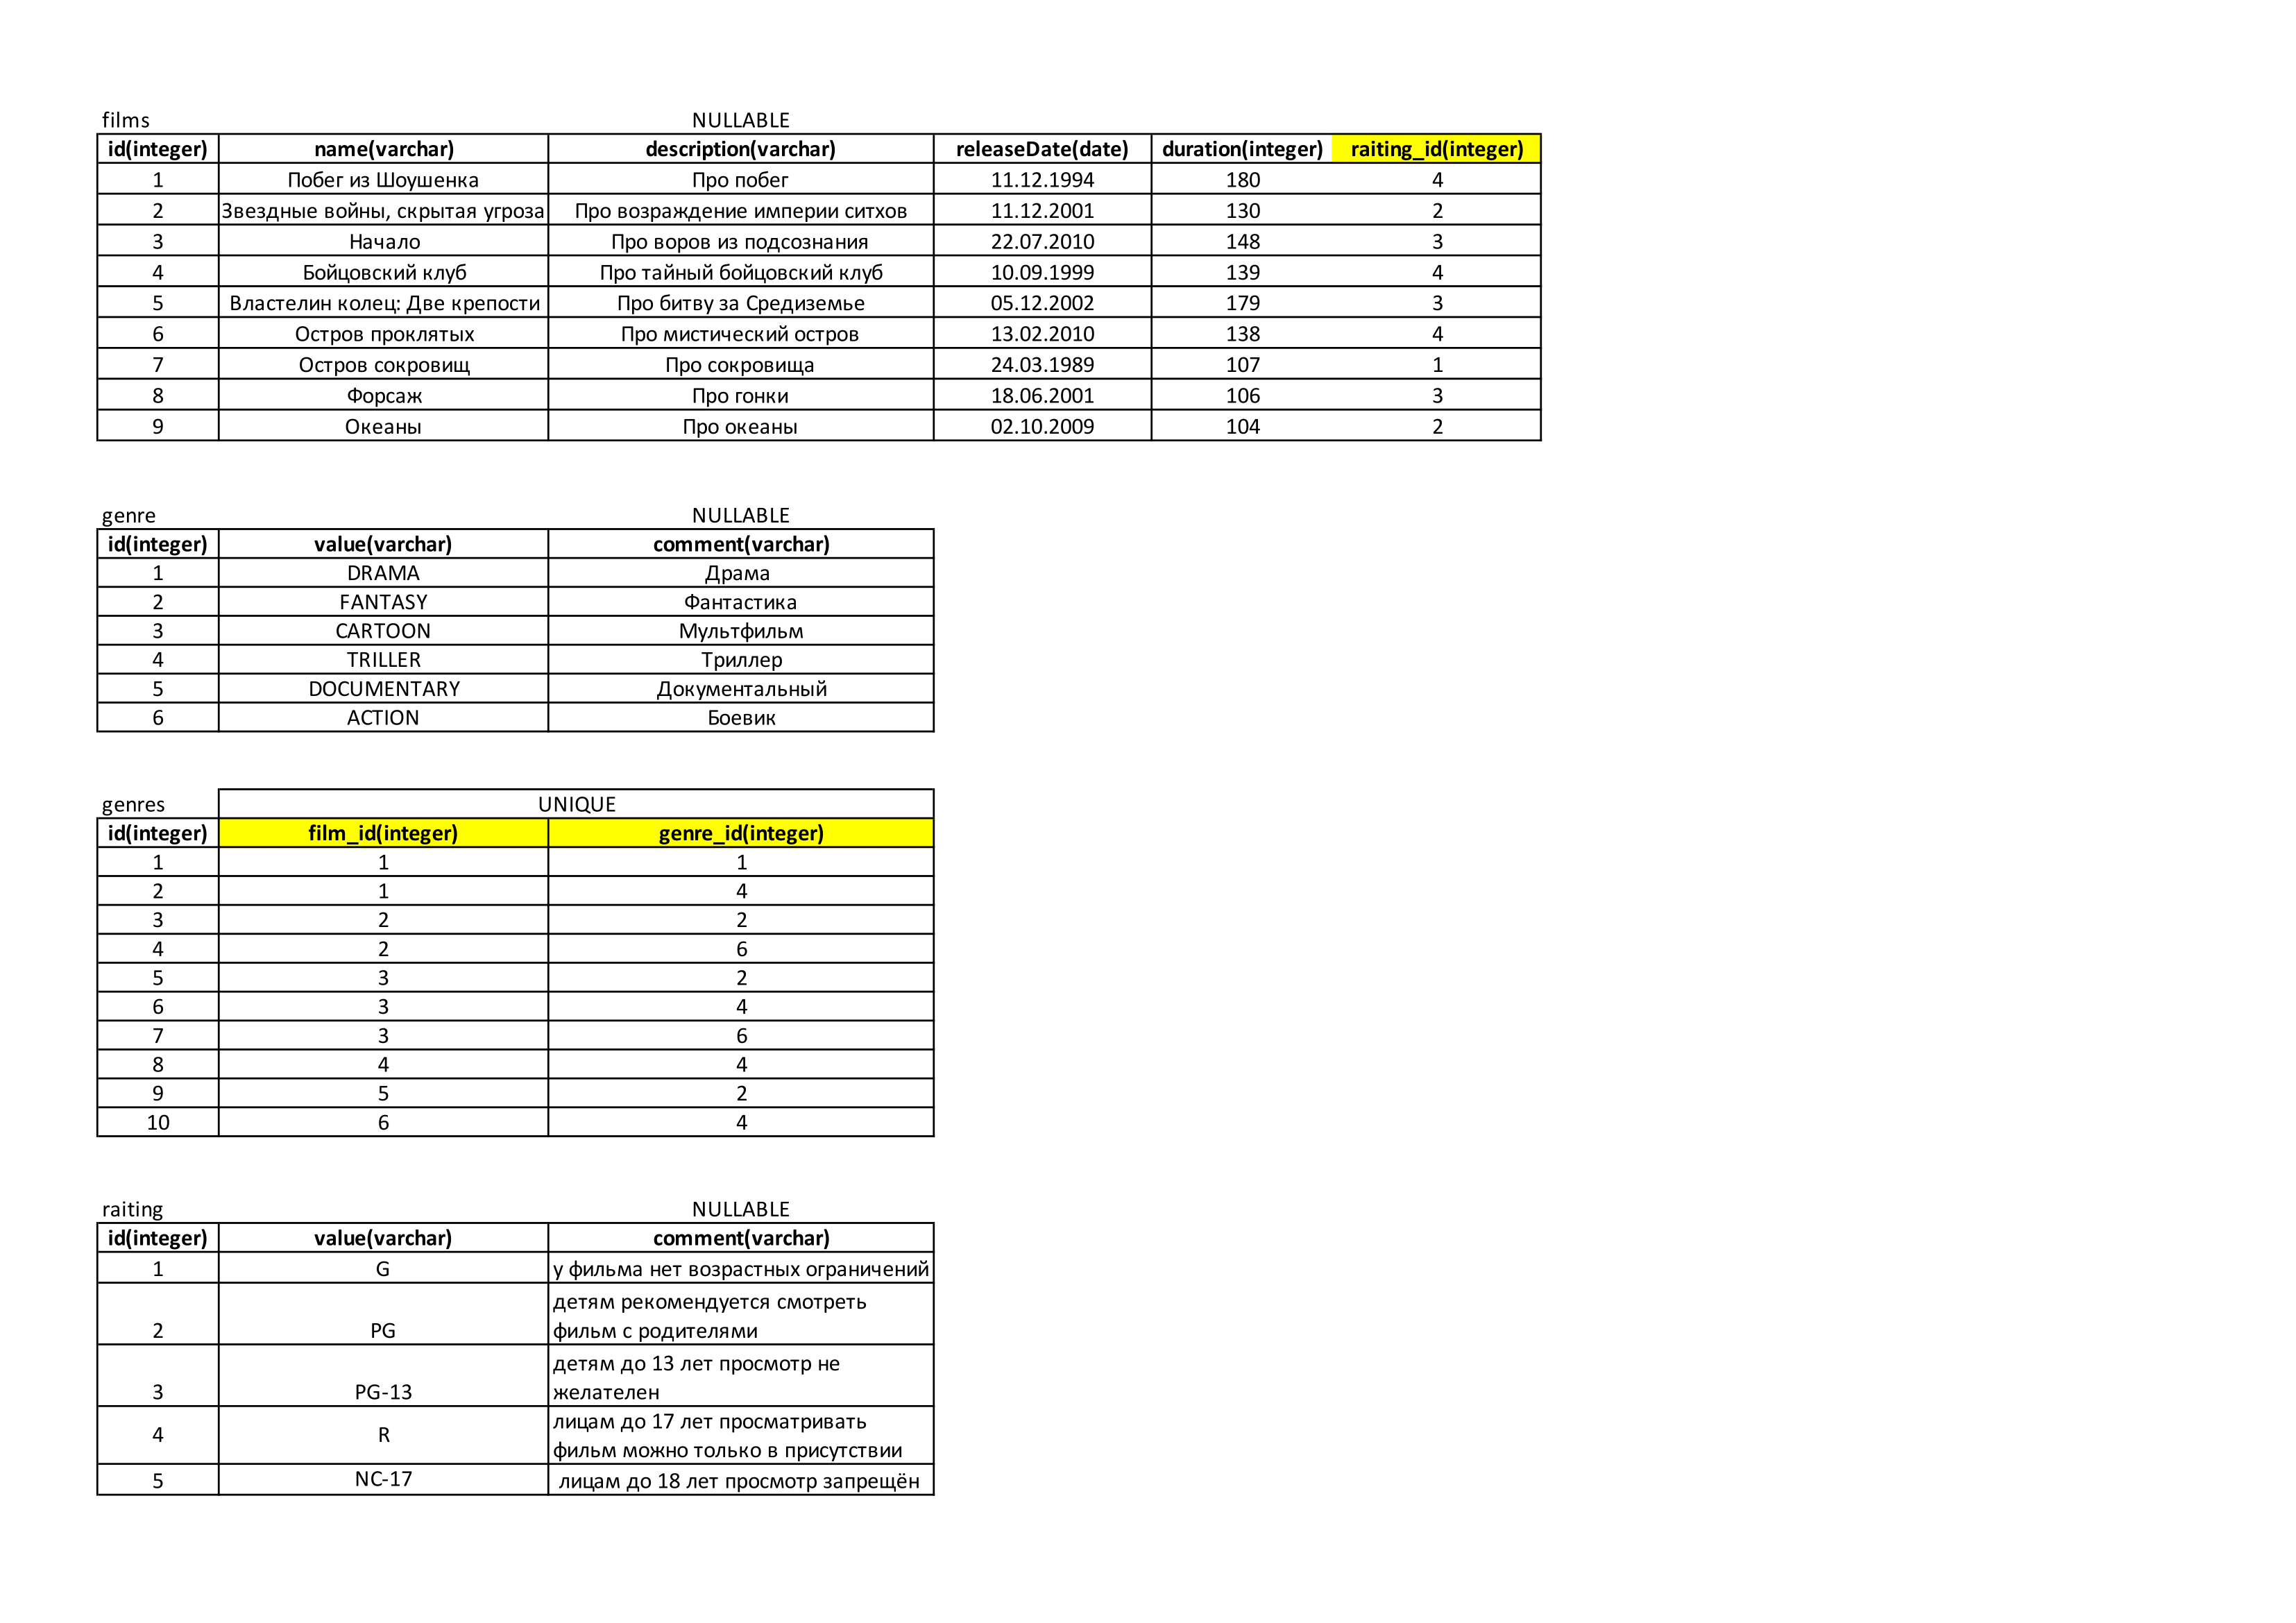 films NULLABLE
id(integer) name(varchar) description(varchar) releaseDate(date) duration(integer) raiting_id(integer)
1 Побег из Шоушенка Про побег 11.12.1994 180 4
2 Звездные войны, скрытая угроза Про возраждение империи ситхов 11.12.2001 130 2
3 Начало Про воров из подсознания 22.07.2010 148 3
4 Бойцовский клуб Про тайный бойцовский клуб 10.09.1999 139 4
5 Властелин колец: Две крепости Про битву за Средиземье 05.12.2002 179 3
6 Остров проклятых Про мистический остров 13.02.2010 138 4
7 Остров сокровищ Про сокровища 24.03.1989 107 1
8 Форсаж Про гонки 18.06.2001 106 3
9 Океаны Про океаны 02.10.2009 104 2
genre NULLABLE
id(integer) value(varchar) comment(varchar)
1 DRAMA Драма
2 FANTASY Фантастика
3 CARTOON Мультфильм
4 TRILLER Триллер
5 DOCUMENTARY Документальный
6 ACTION Боевик
genres UNIQUE
id(integer) film_id(integer) genre_id(integer)
1 1 1
2 1 4
3 2 2
4 2 6
5 3 2
6 3 4
7 3 6
8 4 4
9 5 2
10 6 4
raiting NULLABLE
id(integer) value(varchar) comment(varchar)
1 G у фильма нет возрастных ограничений
детям рекомендуется смотреть
2 PG фильм с родителями
детям до 13 лет просмотр не
3 PG-13 желателен
лицам до 17 лет просматривать
4 R фильм можно только в присутствии
5 NC-17 лицам до 18 лет просмотр запрещён